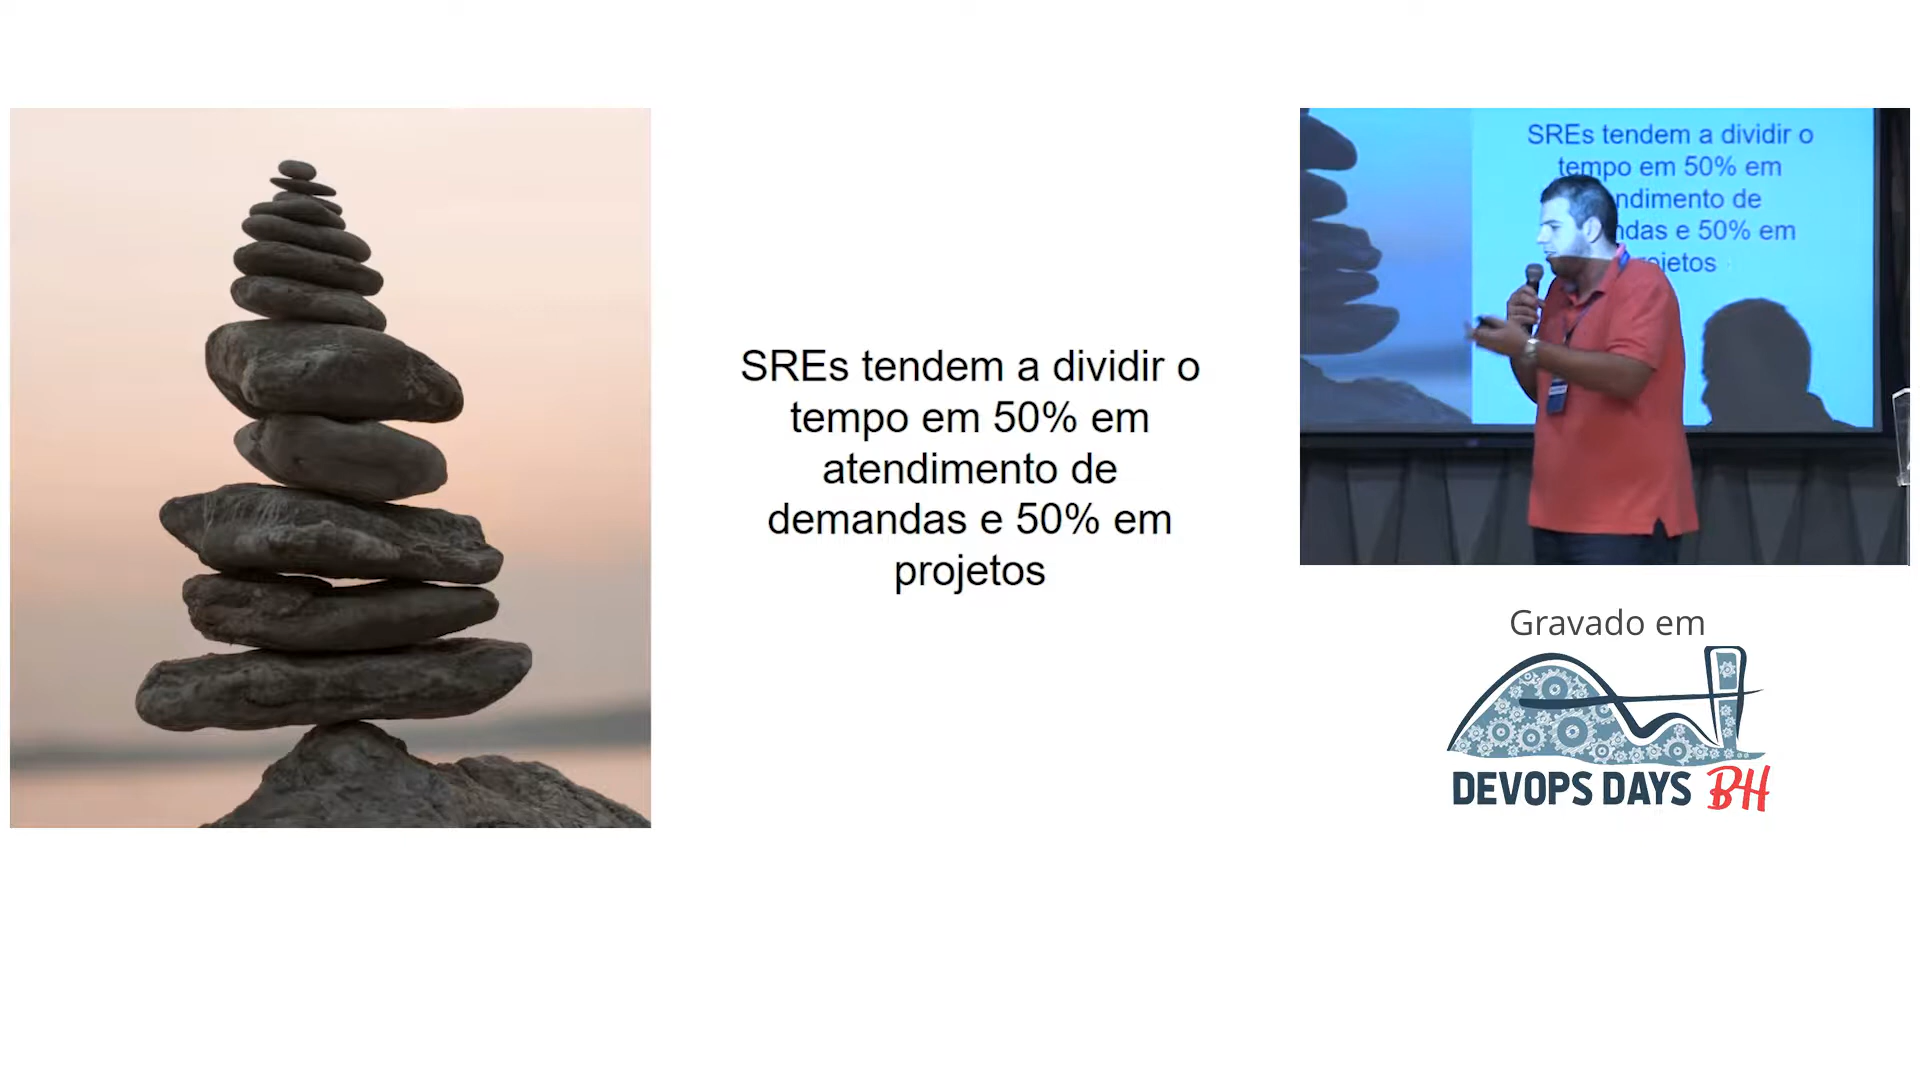 SREs tendem a dividir o
tempo em 50% em
atendimento de
demandas e 50% em
projetos
SREs tendem a dividir o
tempo em 50% em
ndimento de
ndas e 50% em
ojetos
Gravado em
DEVOPS DAYS BH